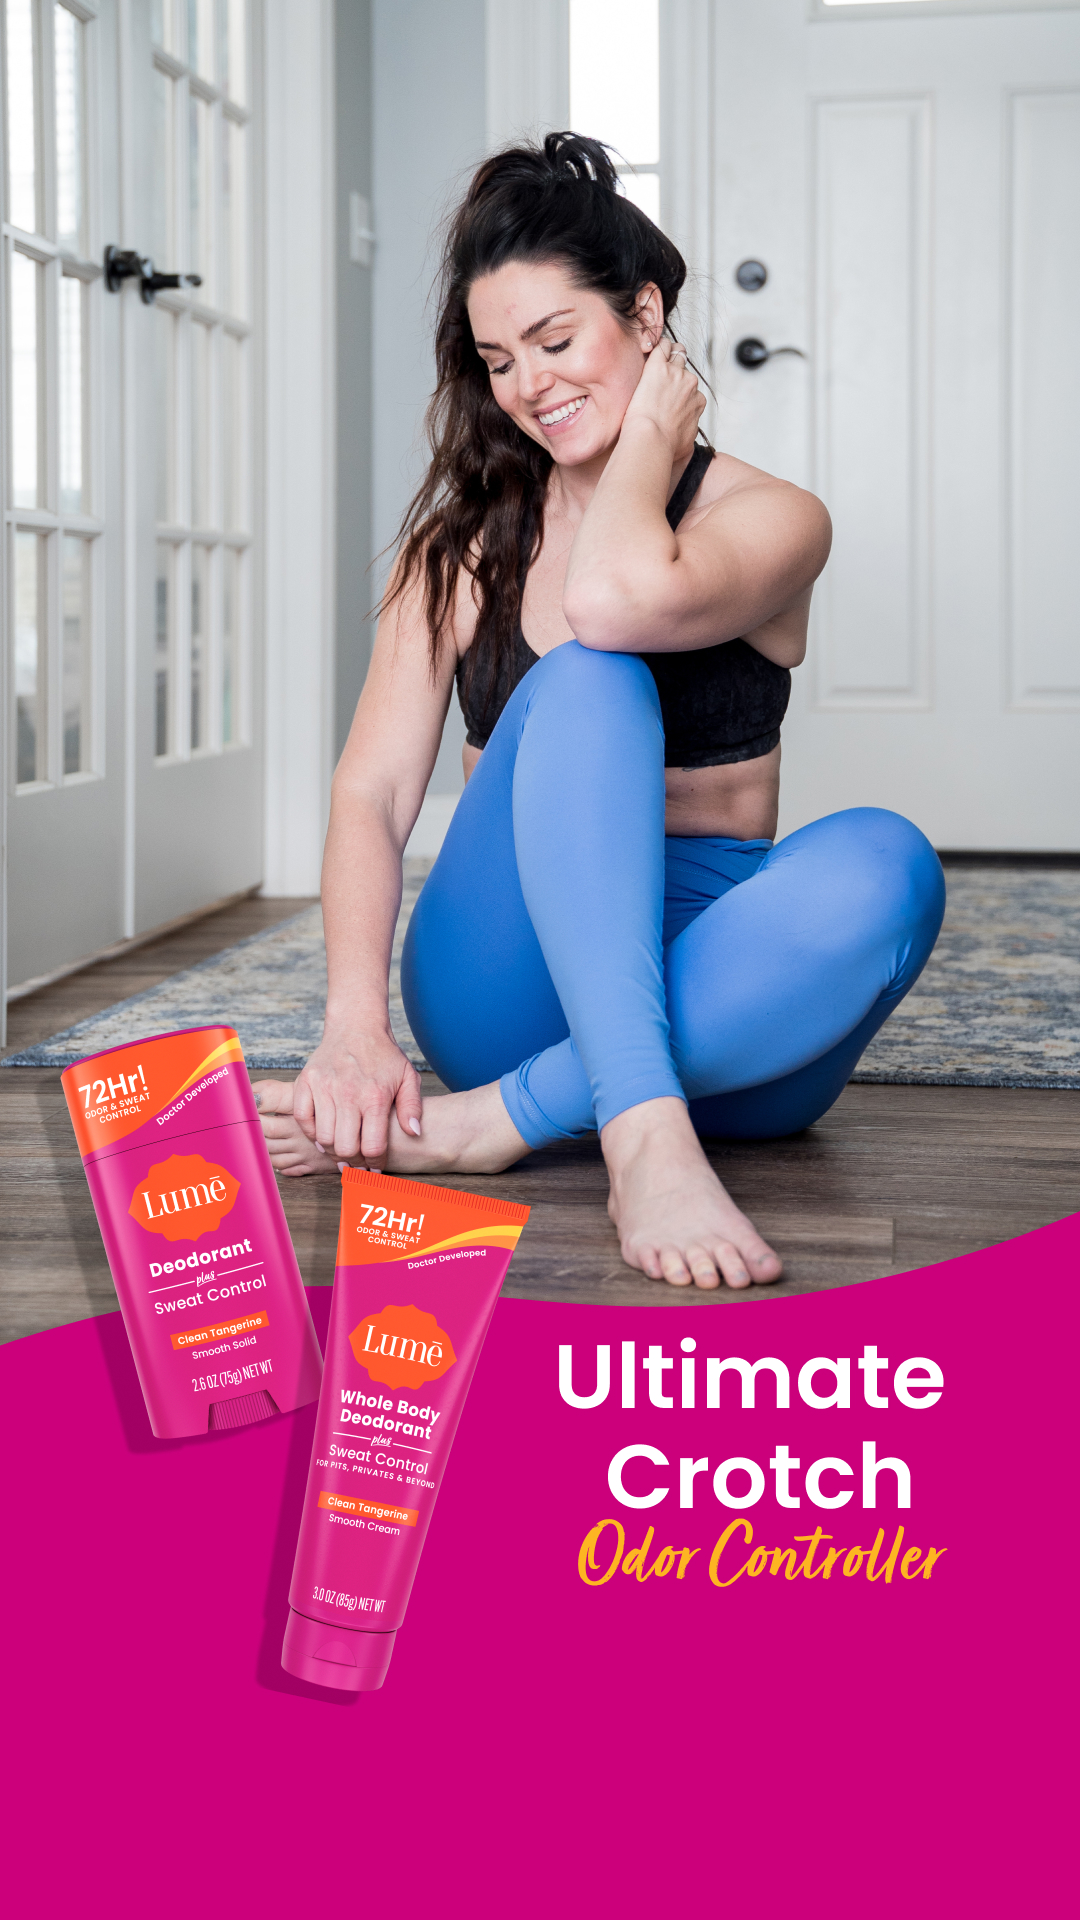 72Hr!
ODOR & SWEAT
CONTROL
Doctor Developed
Lumē
Deodorant
plus
Sweat Control
Clean Tangerine
Smooth Solid
2.6 OZ (75g) NET WT
72Hr!
ODOR & SWEAT
CONTROL
Doctor Developed
Lumē
Whole Body
Deodorant
plus
Sweat Control
FOR PITS, PRIVATES & BEYOND
Clean Tangerine
Smooth Cream
3.0 OZ (85g) NET WT
Ultimate
Crotch
Odor Controller